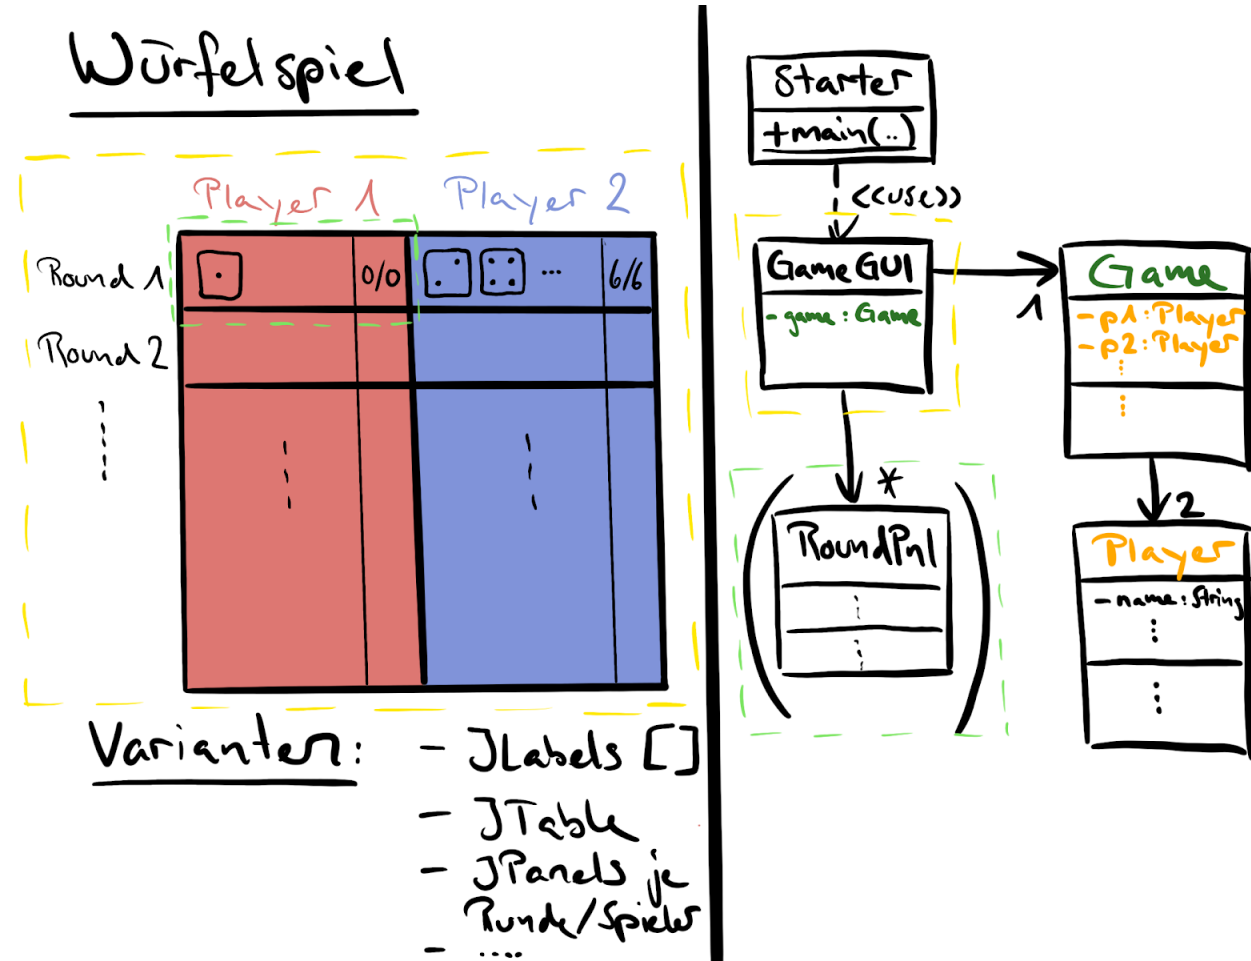 Würfelspiel
Player 1 Player 2
Round 1 0/0 ... 6/6
Round 2
Varianten: - JLabels []
- JTable
- JPanels je
Runde/Spieler
- ....
Starter
+main(..)
<<use>>
GameGUI
- game : Game
1
Game
- p1 : Player
- p2 : Player
*
(RoundPnl)
2
Player
- name : String